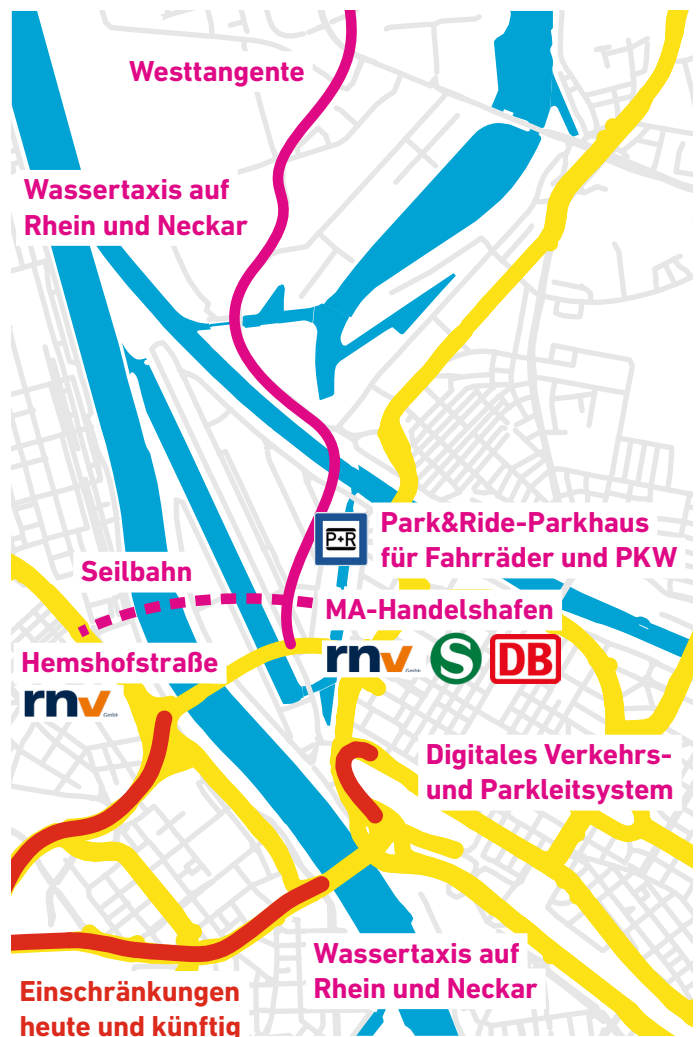 Westtangente
Wassertaxis auf
Rhein und Neckar
P+R
Park&Ride-Parkhaus
für Fahrräder und PKW
Seilbahn
MA-Handelshafen
rnv
S
DB
Hemshofstraße
rnv
Digitales Verkehrs-
und Parkleitsystem
Wassertaxis auf
Rhein und Neckar
Einschränkungen
heute und künftig